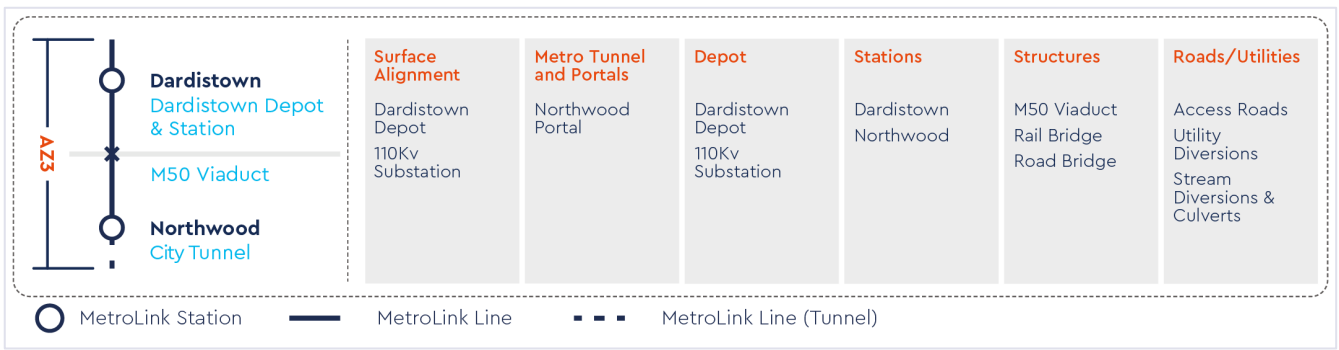 AZ3
Dardistown
Dardistown Depot
& Station
M50 Viaduct
Northwood
City Tunnel
Surface
Alignment
Dardistown
Depot
110Kv
Substation
Metro Tunnel
and Portals
Northwood
Portal
Depot
Dardistown
Depot
110Kv
Substation
Stations
Dardistown
Northwood
Structures
M50 Viaduct
Rail Bridge
Road Bridge
Roads/Utilities
Access Roads
Utility
Diversions
Stream
Diversions &
Culverts
MetroLink Station
MetroLink Line
MetroLink Line (Tunnel)